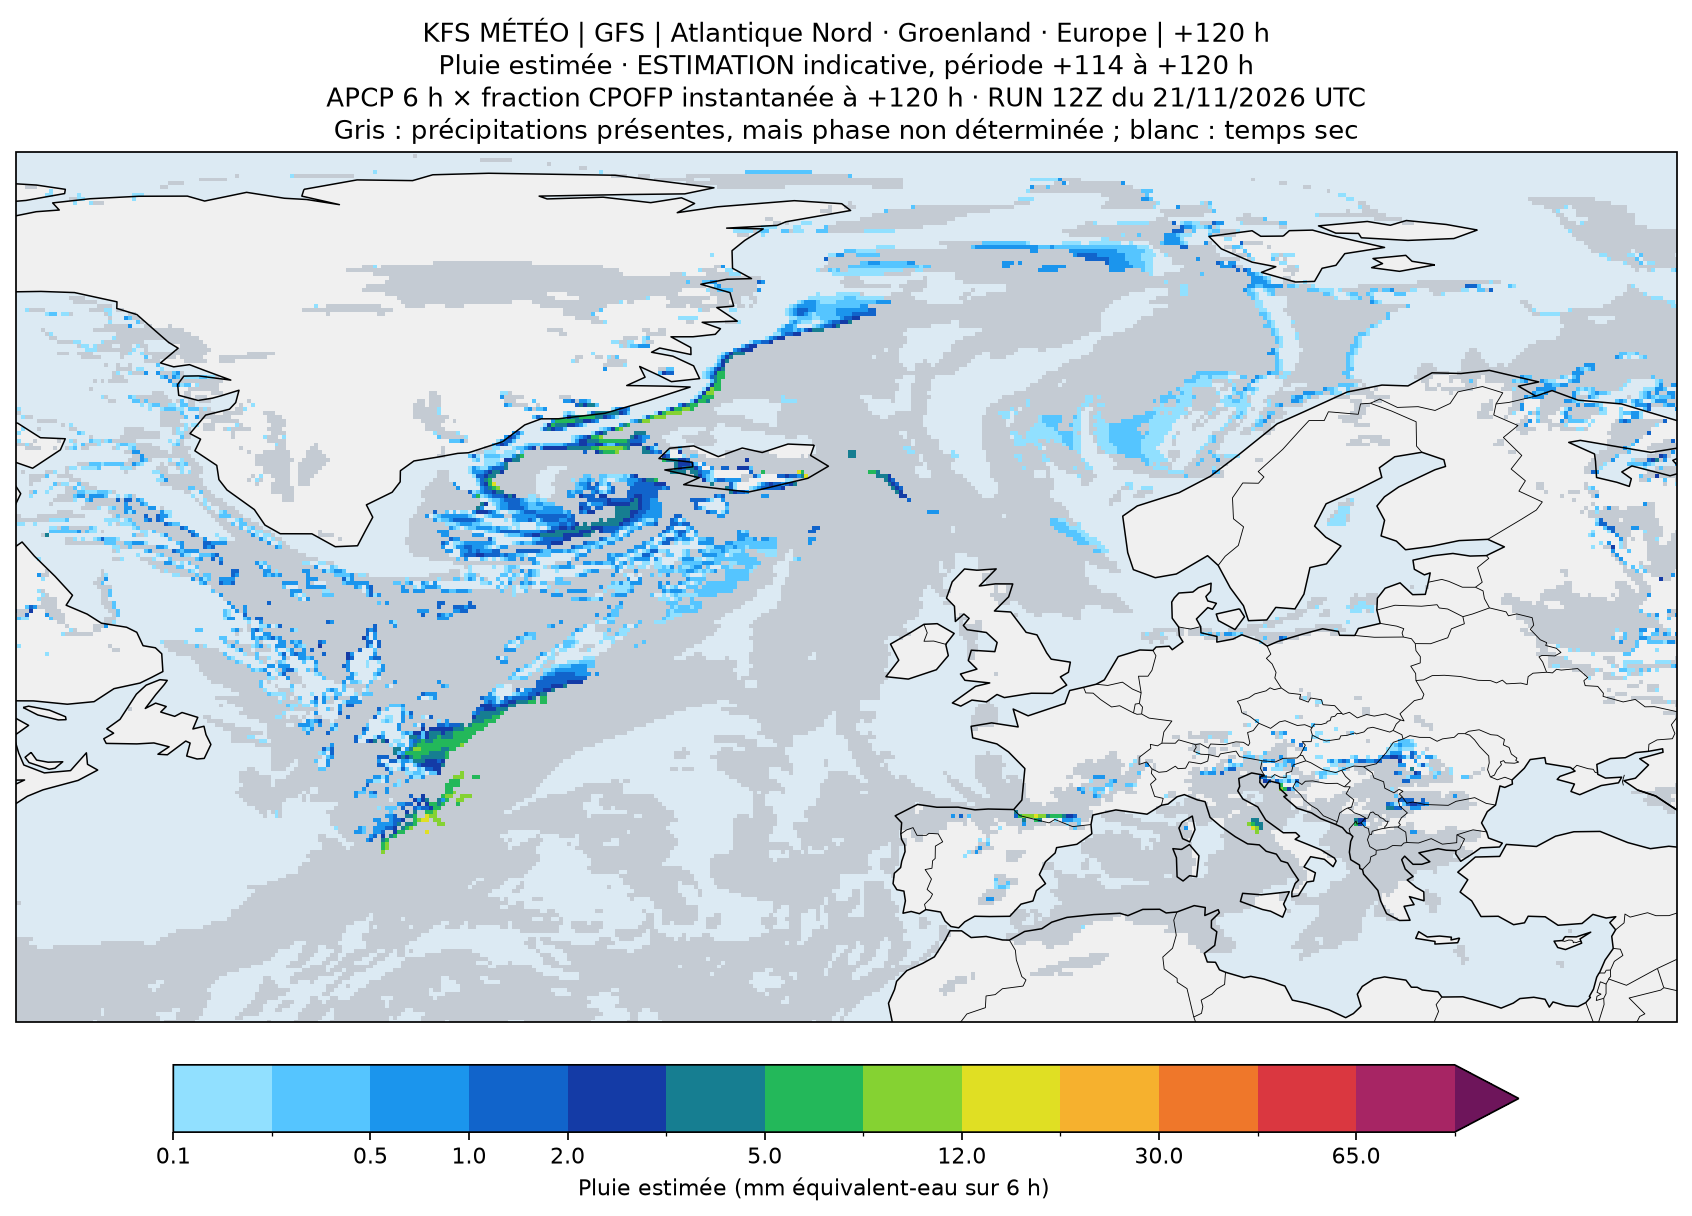 KFS MÉTÉO | GFS | Atlantique Nord · Groenland · Europe | +120 h
Pluie estimée · ESTIMATION indicative, période +114 à +120 h
APCP 6 h × fraction CPOFP instantanée à +120 h · RUN 12Z du 21/11/2026 UTC
Gris : précipitations présentes, mais phase non déterminée ; blanc : temps sec
0.1 0.5 1.0 2.0 5.0 12.0 30.0 65.0
Pluie estimée (mm équivalent-eau sur 6 h)